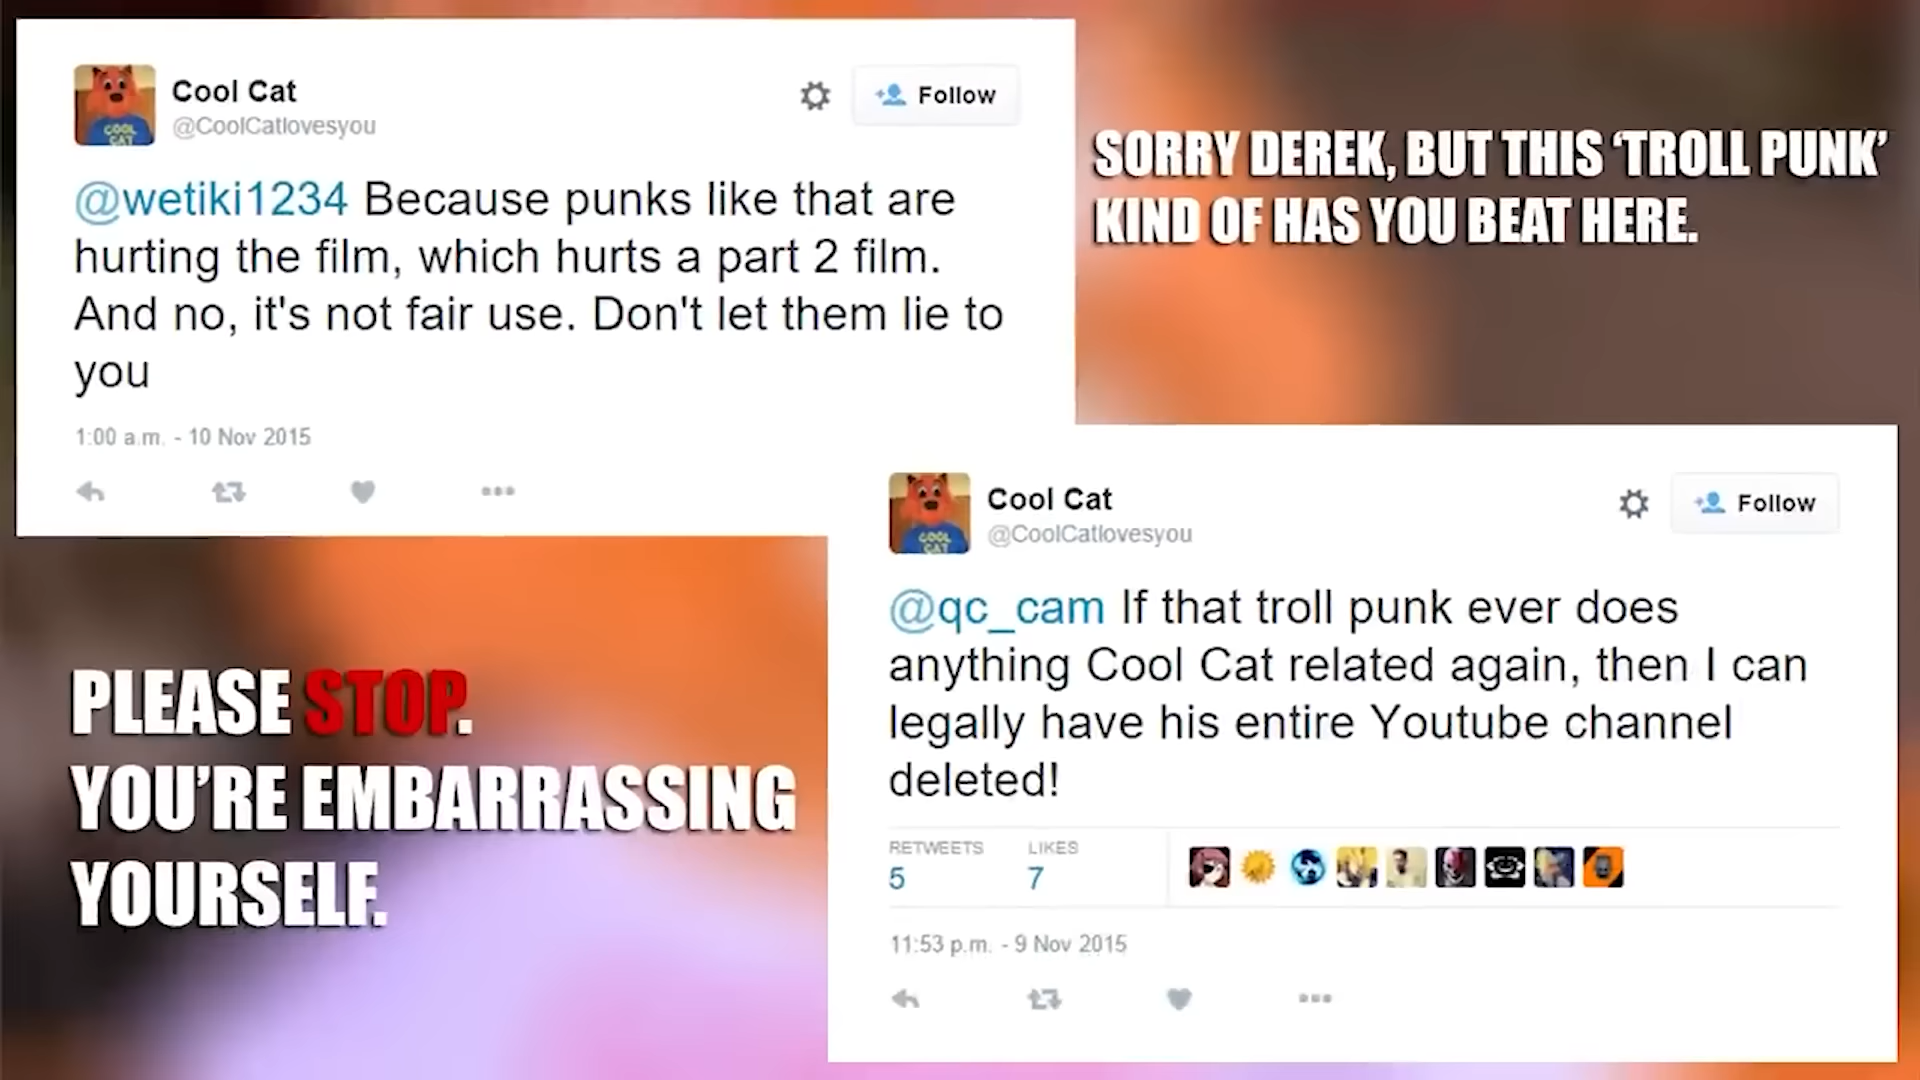 Cool Cat
@CoolCatlovesyou
Follow
@wetiki1234 Because punks like that are
hurting the film, which hurts a part 2 film.
And no, it's not fair use. Don't let them lie to
you
1:00 a.m. - 10 Nov 2015
SORRY DEREK, BUT THIS ‘TROLL PUNK’
KIND OF HAS YOU BEAT HERE.
PLEASE STOP.
YOU’RE EMBARRASSING
YOURSELF.
Cool Cat
@CoolCatlovesyou
Follow
@qc_cam If that troll punk ever does
anything Cool Cat related again, then I can
legally have his entire Youtube channel
deleted!
RETWEETS LIKES
5 7
11:53 p.m. - 9 Nov 2015
COOL
CAT
COOL
CAT